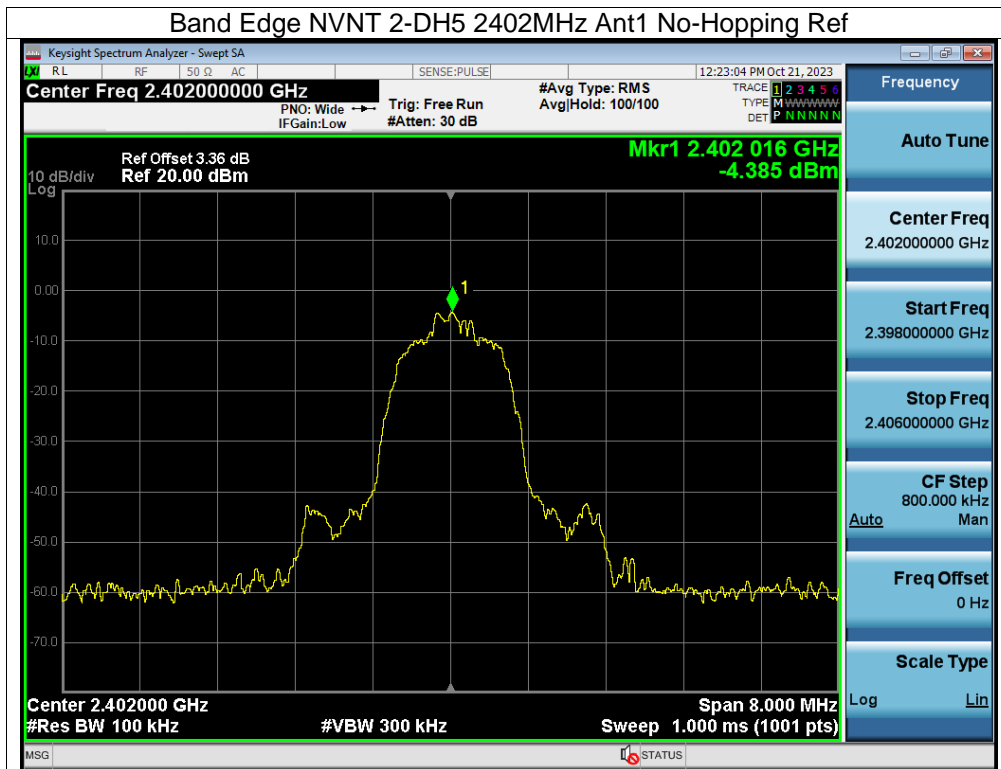 Band Edge NVNT 2-DH5 2402MHz Ant1 No-Hopping Ref
Keysight Spectrum Analyzer - Swept SA
LXI RL RF 50 Ω AC SENSE:PULSE 12:23:04 PM Oct 21, 2023
Center Freq 2.402000000 GHz
PNO: Wide
IFGain:Low
Trig: Free Run
#Atten: 30 dB
#Avg Type: RMS
Avg|Hold: 100/100
TRACE 1 2 3 4 5 6
TYPE M WWWWW
DET P N N N N N
Mkr1 2.402 016 GHz
-4.385 dBm
Ref Offset 3.36 dB
10 dB/div Ref 20.00 dBm
Log
10.0
0.00
-10.0
-20.0
-30.0
-40.0
-50.0
-60.0
-70.0
1
Center 2.402000 GHz Span 8.000 MHz
#Res BW 100 kHz #VBW 300 kHz Sweep 1.000 ms (1001 pts)
MSG STATUS
Frequency
Auto Tune
Center Freq
2.402000000 GHz
Start Freq
2.398000000 GHz
Stop Freq
2.406000000 GHz
CF Step
800.000 kHz
Auto Man
Freq Offset
0 Hz
Scale Type
Log Lin